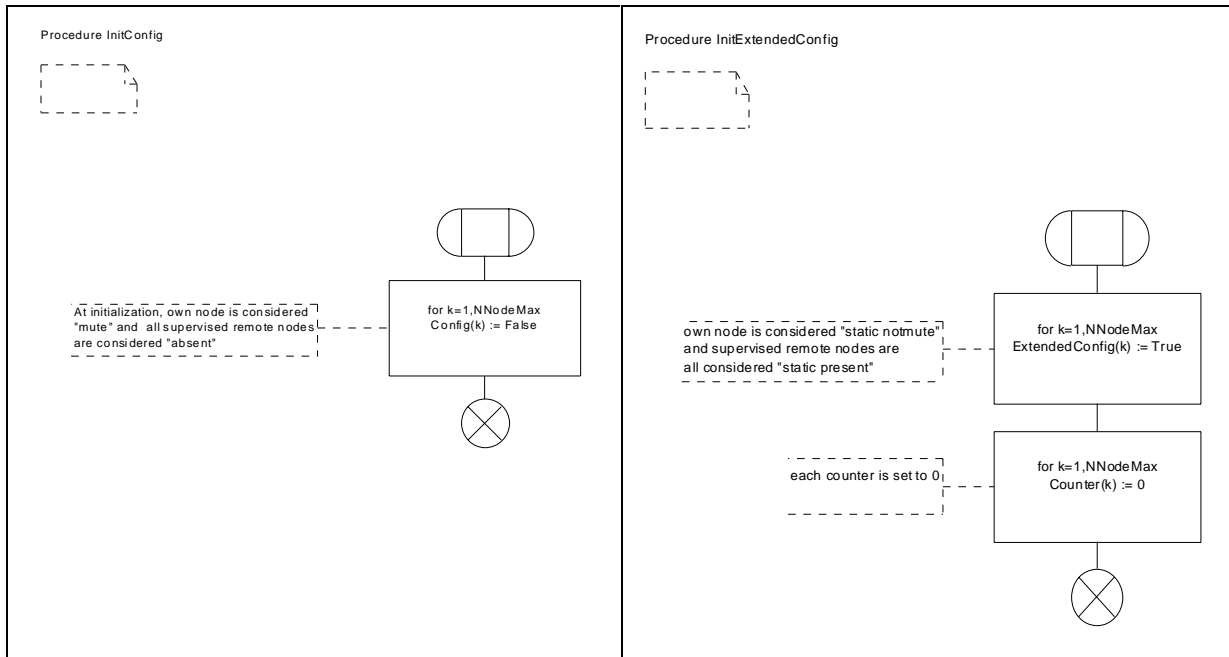 Procedure InitConfig
At initialization, own node is considered
"mute" and all supervised remote nodes
are considered "absent"
for k=1,NNodeMax
Config(k) := False
Procedure InitExtendedConfig
own node is considered "static notmute"
and supervised remote nodes are
all considered "static present"
for k=1,NNodeMax
ExtendedConfig(k) := True
each counter is set to 0
for k=1,NNodeMax
Counter(k) := 0